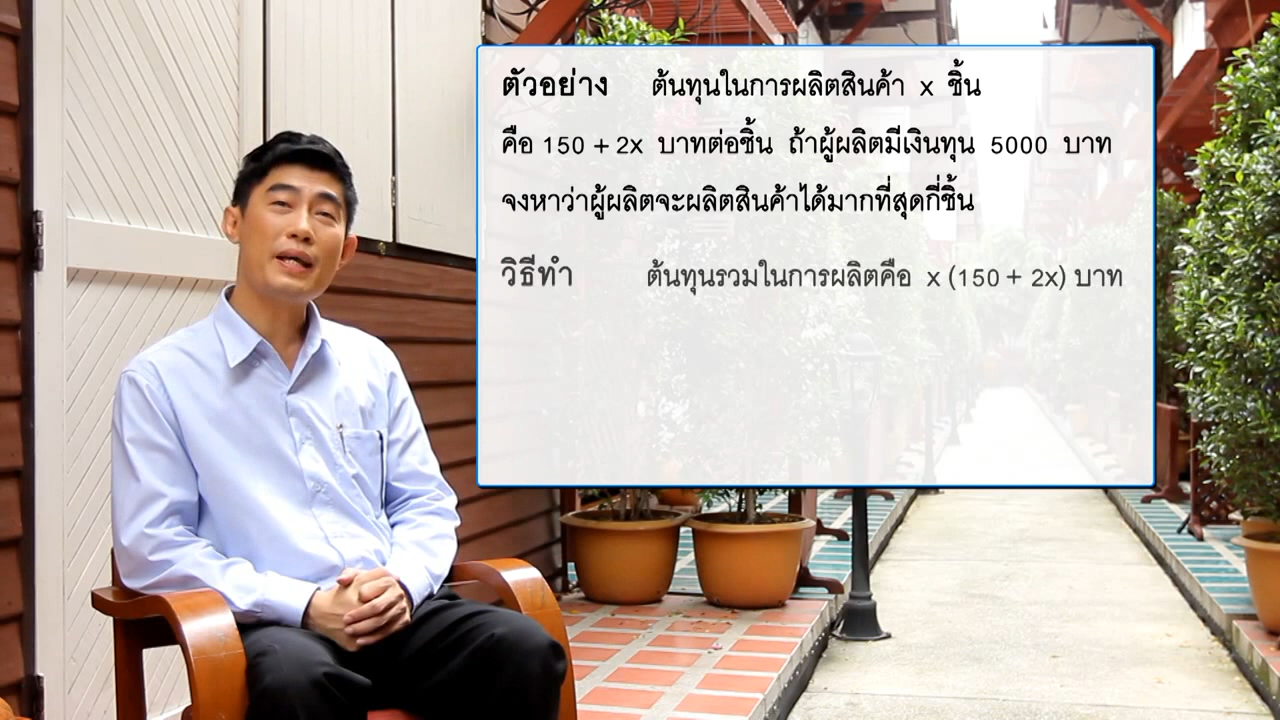 ตัวอย่าง ต้นทุนในการผลิตสินค้า x ชิ้น
คือ 150 + 2x บาทต่อชิ้น ถ้าผู้ผลิตมีเงินทุน 5000 บาท
จงหาว่าผู้ผลิตจะผลิตสินค้าได้มากที่สุดกี่ชิ้น
วิธีทำ ต้นทุนรวมในการผลิตคือ x (150 + 2x) บาท